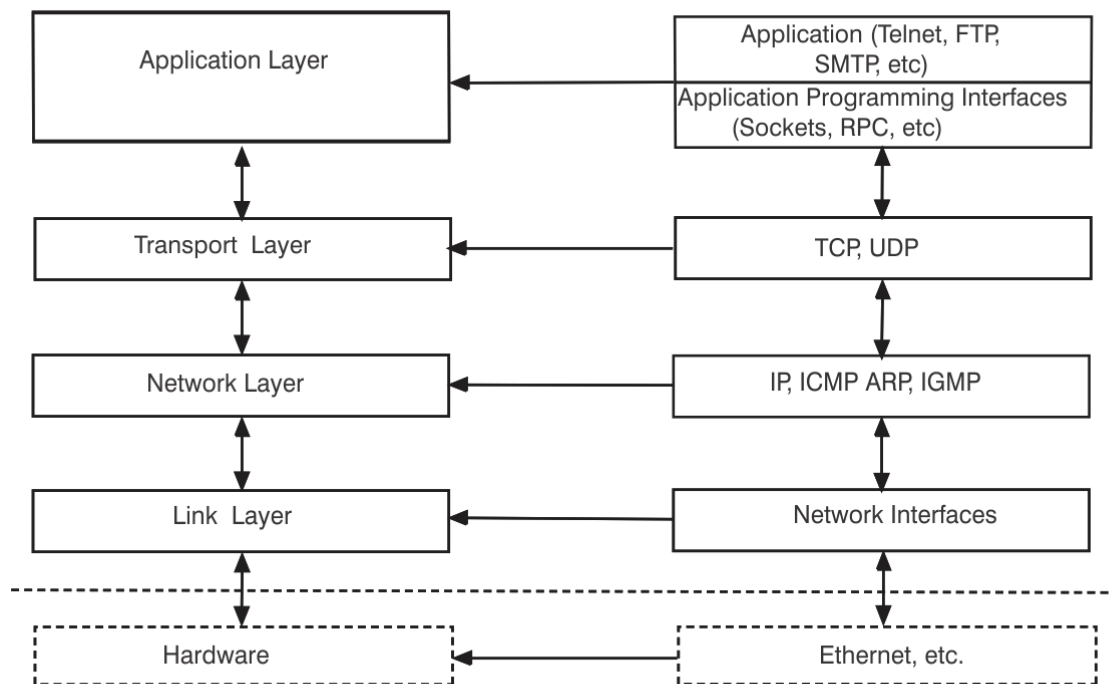 Application Layer
Application (Telnet, FTP,
SMTP, etc)
Application Programming Interfaces
(Sockets, RPC, etc)
Transport Layer
TCP, UDP
Network Layer
IP, ICMP ARP, IGMP
Link Layer
Network Interfaces
Hardware
Ethernet, etc.